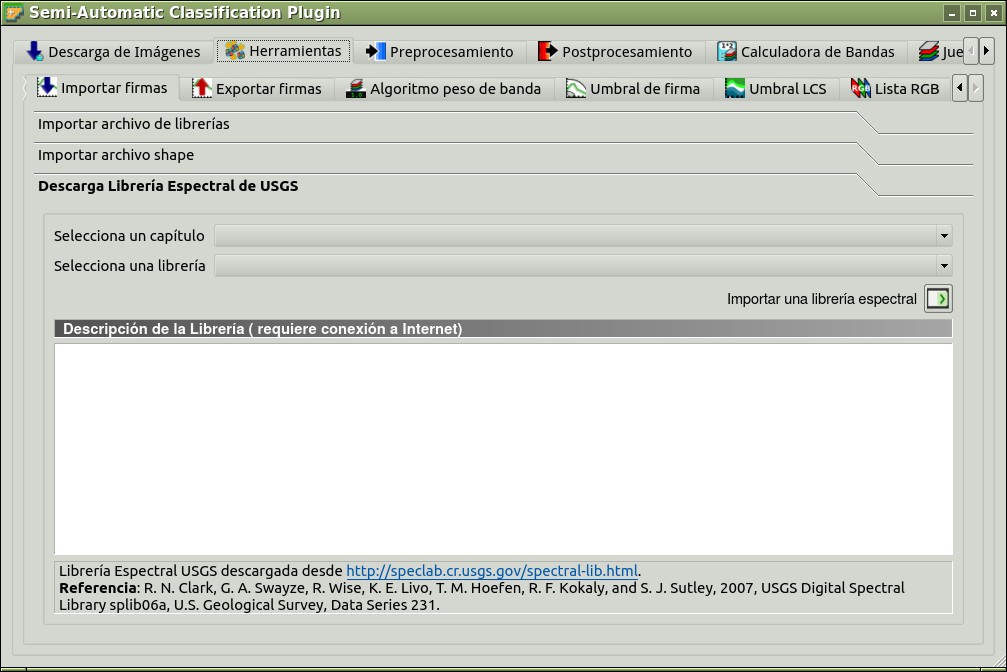 Semi-Automatic Classification Plugin
Descarga de Imágenes Herramientas Preprocesamiento Postprocesamiento Calculadora de Bandas Jue
Importar firmas Exportar firmas Algoritmo peso de banda Umbral de firma Umbral LCS Lista RGB
Importar archivo de librerías
Importar archivo shape
Descarga Librería Espectral de USGS
Selecciona un capítulo
Selecciona una librería
Importar una librería espectral
Descripción de la Librería ( requiere conexión a Internet)
Librería Espectral USGS descargada desde http://speclab.cr.usgs.gov/spectral-lib.html.
Referencia: R. N. Clark, G. A. Swayze, R. Wise, K. E. Livo, T. M. Hoefen, R. F. Kokaly, and S. J. Sutley, 2007, USGS Digital Spectral
Library splib06a, U.S. Geological Survey, Data Series 231.